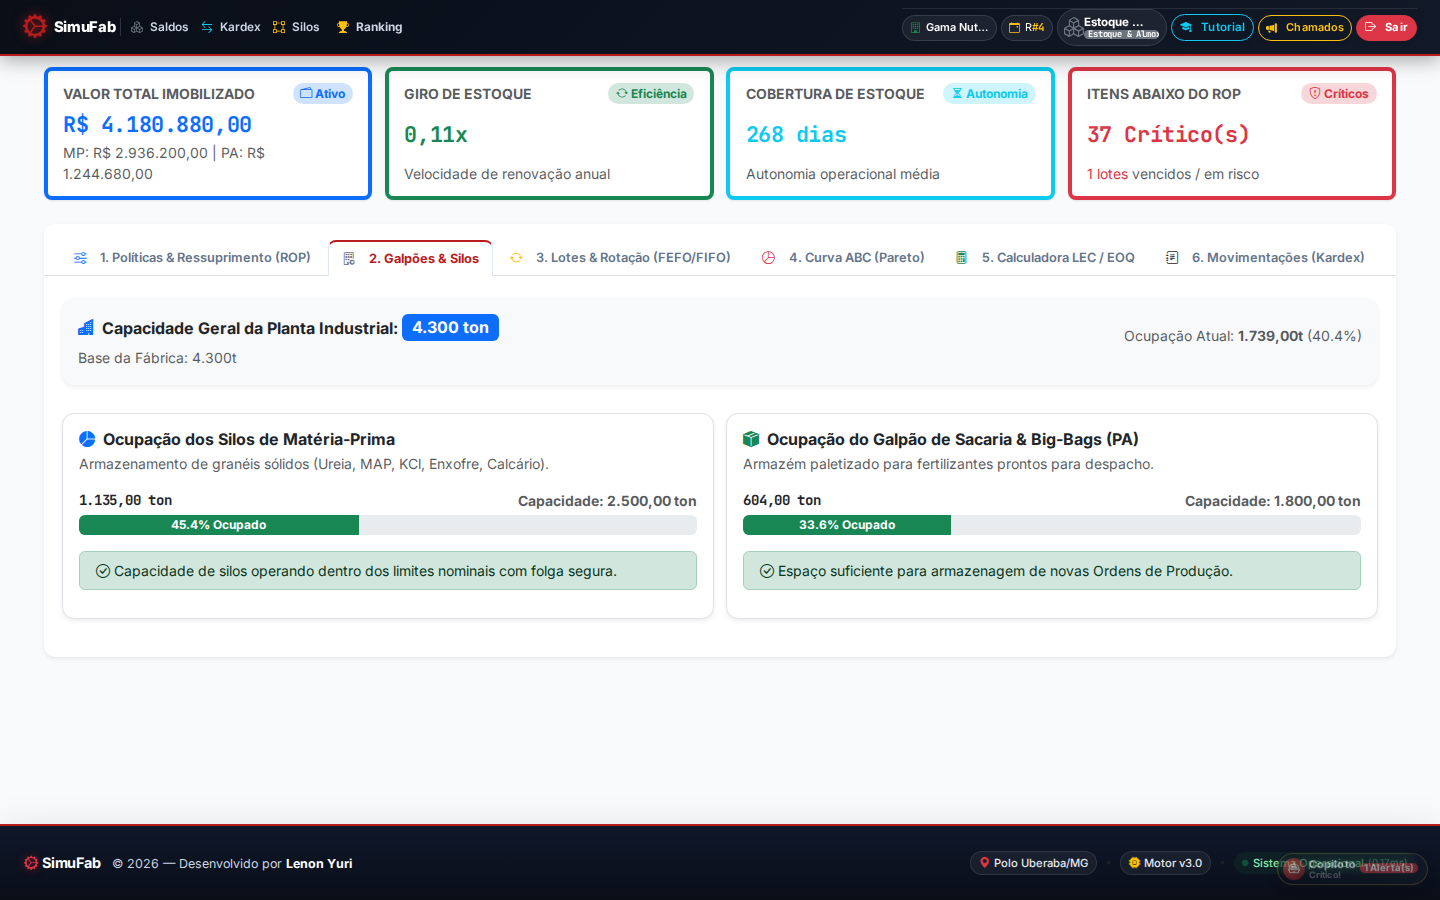 SimuFab
Saldos
Kardex
Silos
Ranking
Gama Nut...
R#4
Estoque ...
Estoque & Almo
Tutorial
Chamados
Sair
VALOR TOTAL IMOBILIZADO
Ativo
R$ 4.180.880,00
MP: R$ 2.936.200,00 | PA: R$
1.244.680,00
GIRO DE ESTOQUE
Eficiência
0,11x
Velocidade de renovação anual
COBERTURA DE ESTOQUE
Autonomia
268 dias
Autonomia operacional média
ITENS ABAIXO DO ROP
Críticos
37 Crítico(s)
1 lotes vencidos / em risco
1. Políticas & Ressuprimento (ROP)
2. Galpões & Silos
3. Lotes & Rotação (FEFO/FIFO)
4. Curva ABC (Pareto)
5. Calculadora LEC / EOQ
6. Movimentações (Kardex)
Capacidade Geral da Planta Industrial: 4.300 ton
Base da Fábrica: 4.300t
Ocupação Atual: 1.739,00t (40.4%)
Ocupação dos Silos de Matéria-Prima
Armazenamento de granéis sólidos (Ureia, MAP, KCl, Enxofre, Calcário).
1.135,00 ton
Capacidade: 2.500,00 ton
45.4% Ocupado
Capacidade de silos operando dentro dos limites nominais com folga segura.
Ocupação do Galpão de Sacaria & Big-Bags (PA)
Armazém paletizado para fertilizantes prontos para despacho.
604,00 ton
Capacidade: 1.800,00 ton
33.6% Ocupado
Espaço suficiente para armazenagem de novas Ordens de Produção.
SimuFab
© 2026 — Desenvolvido por Lenon Yuri
Polo Uberaba/MG
Motor v3.0
Sistema Operacional
Copiloto
Crítico!
1 Alerta(s)